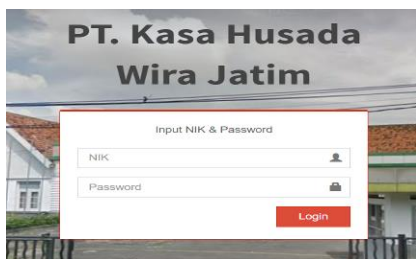 PT. Kasa Husada
Wira Jatim
Input NIK & Password
NIK
Password
Login